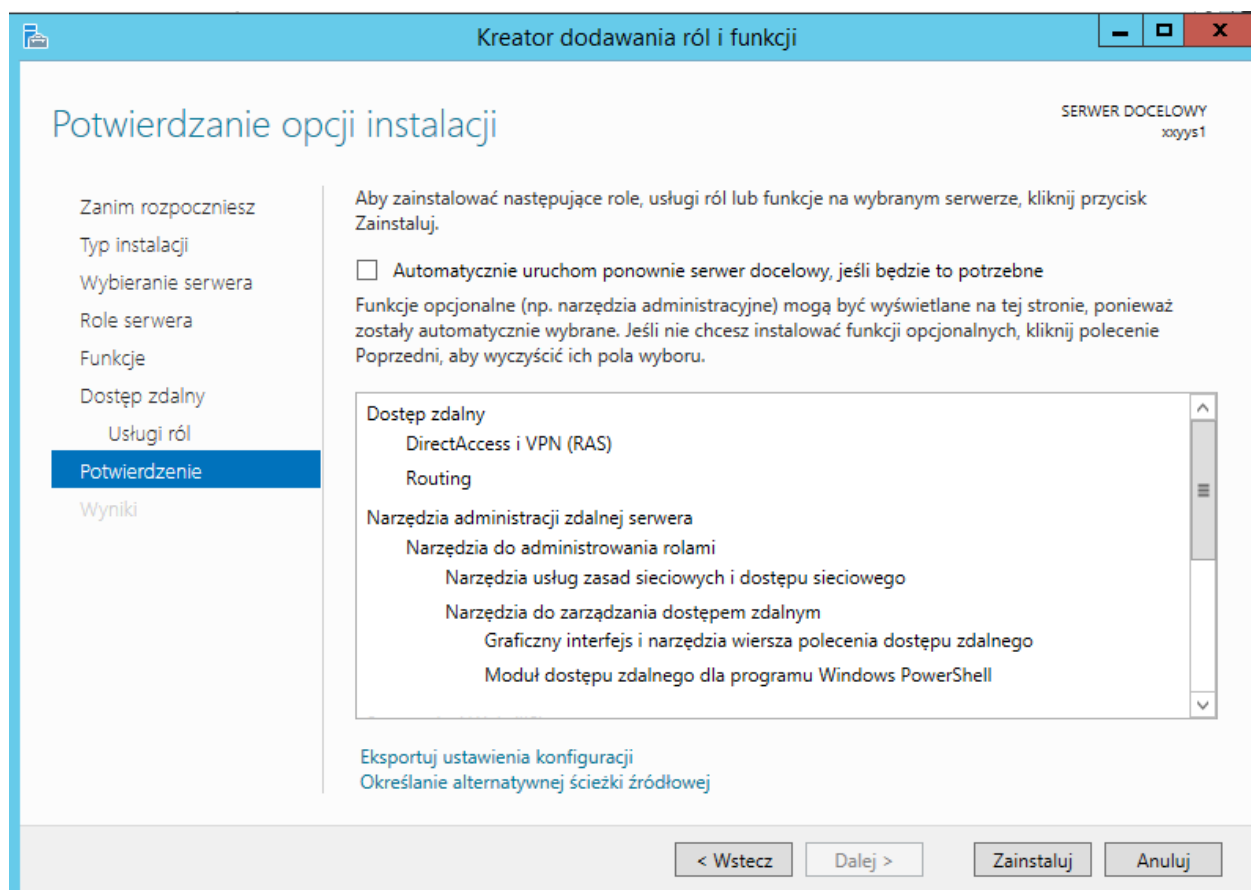 Kreator dodawania ról i funkcji
Potwierdzanie opcji instalacji
SERWER DOCELOWY
xxyys1
Zanim rozpoczniesz
Typ instalacji
Wybieranie serwera
Role serwera
Funkcje
Dostęp zdalny
Usługi ról
Potwierdzenie
Wyniki
Aby zainstalować następujące role, usługi ról lub funkcje na wybranym serwerze, kliknij przycisk
Zainstaluj.
Automatycznie uruchom ponownie serwer docelowy, jeśli będzie to potrzebne
Funkcje opcjonalne (np. narzędzia administracyjne) mogą być wyświetlane na tej stronie, ponieważ
zostały automatycznie wybrane. Jeśli nie chcesz instalować funkcji opcjonalnych, kliknij polecenie
Poprzedni, aby wyczyścić ich pola wyboru.
Dostęp zdalny
DirectAccess i VPN (RAS)
Routing
Narzędzia administracji zdalnej serwera
Narzędzia do administrowania rolami
Narzędzia usług zasad sieciowych i dostępu sieciowego
Narzędzia do zarządzania dostępem zdalnym
Graficzny interfejs i narzędzia wiersza polecenia dostępu zdalnego
Moduł dostępu zdalnego dla programu Windows PowerShell
Eksportuj ustawienia konfiguracji
Określanie alternatywnej ścieżki źródłowej
< Wstecz
Dalej >
Zainstaluj
Anuluj